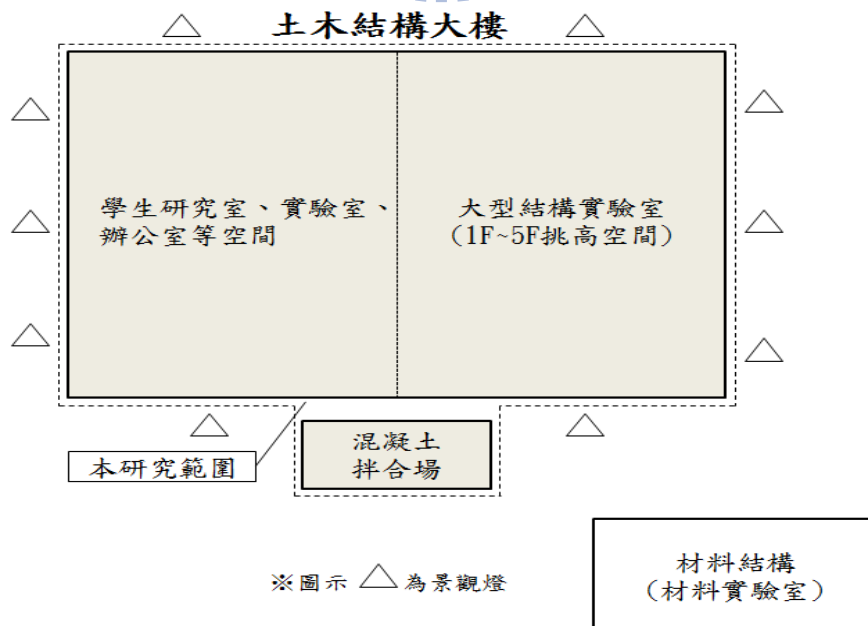 土木結構大樓
學生研究室、實驗室、
辦公室等空間
大型結構實驗室
(1F~5F挑高空間)
混凝土
拌合場
本研究範圍
※圖示△為景觀燈
材料結構
(材料實驗室)